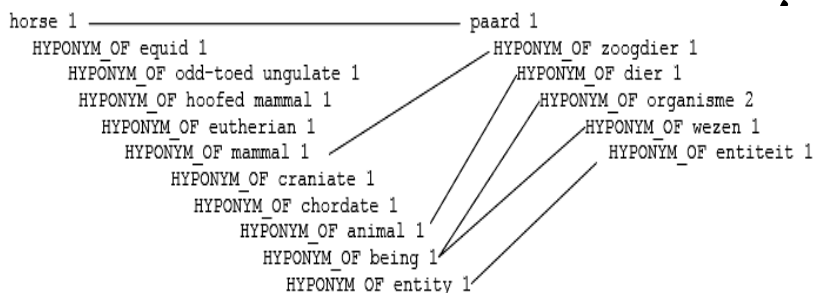 horse 1 paard 1
HYPONYM_OF equid 1 HYPONYM_OF zoogdier 1
HYPONYM_OF odd-toed ungulate 1 HYPONYM_OF dier 1
HYPONYM_OF hoofed mammal 1 HYPONYM_OF organisme 2
HYPONYM_OF eutherian 1 HYPONYM_OF wezen 1
HYPONYM_OF mammal 1 HYPONYM_OF entiteit 1
HYPONYM_OF craniate 1
HYPONYM_OF chordate 1
HYPONYM_OF animal 1
HYPONYM_OF being 1
HYPONYM OF entity 1